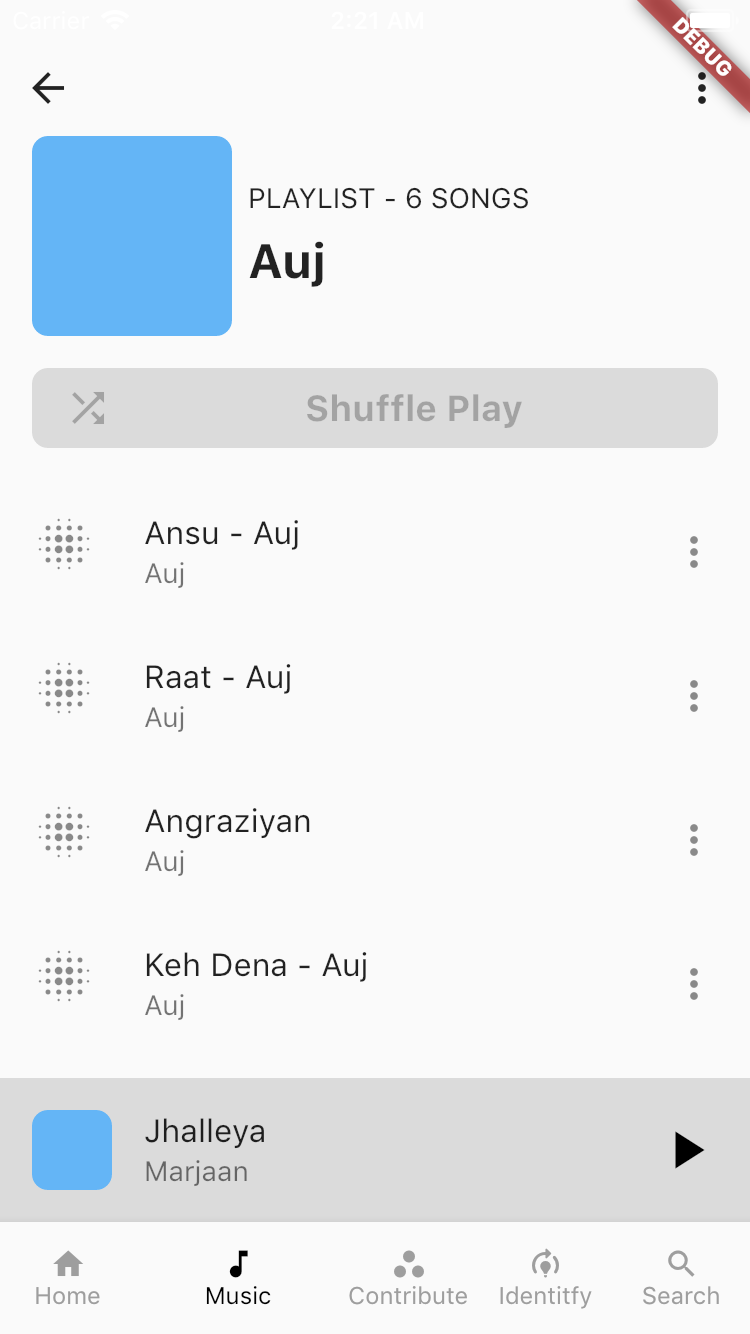 Carrier 2:21 AM
DEBUG
PLAYLIST - 6 SONGS
Auj
Shuffle Play
Ansu - Auj
Auj
Raat - Auj
Auj
Angraziyan
Auj
Keh Dena - Auj
Auj
Jhalleya
Marjaan
Home Music Contribute Identitfy Search